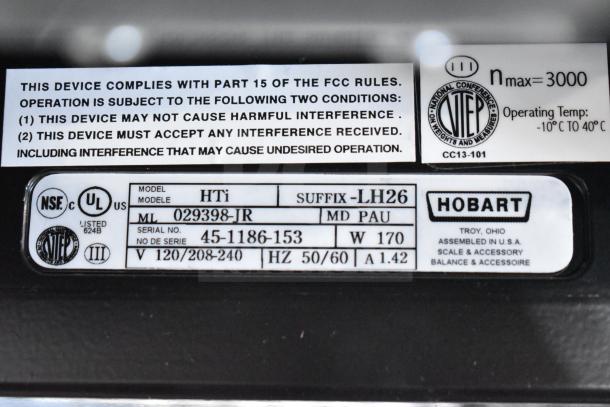 THIS DEVICE COMPLIES WITH PART 15 OF THE FCC RULES.
OPERATION IS SUBJECT TO THE FOLLOWING TWO CONDITIONS:
(1) THIS DEVICE MAY NOT CAUSE HARMFUL INTERFERENCE .
(2) THIS DEVICE MUST ACCEPT ANY INTERFERENCE RECEIVED.
INCLUDING INTERFERENCE THAT MAY CAUSE UNDESIRED OPERATION.
III
nmax=3000
NATIONAL CONFERENCE
NTEP
ON WEIGHTS AND MEASURES
CC13-101
Operating Temp:
-10°C TO 40°C
NSE
C UL US
LISTED
624B
NTEP
III
MODEL
MODELE
HTi
SUFFIX -LH26
ML 029398-JR
MD PAU
SERIAL NO.
NO DE SERIE
45-1186-153
W 170
V 120/208-240
HZ 50/60
A 1.42
HOBART
TROY, OHIO
ASSEMBLED IN U.S.A.
SCALE & ACCESSORY
BALANCE & ACCESSOIRE